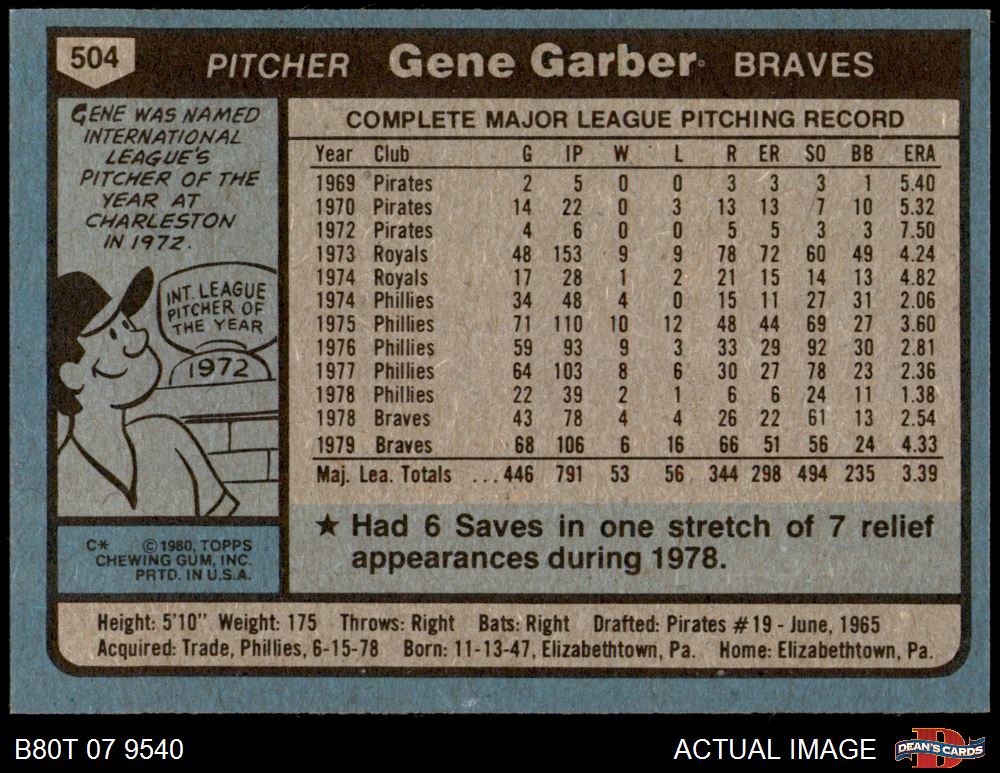 504
PITCHER Gene Garber BRAVES
GENE WAS NAMED
INTERNATIONAL
LEAGUE'S
PITCHER OF THE
YEAR AT
CHARLESTON
IN 1972.
INT. LEAGUE
PITCHER OF
THE YEAR
1972
C* © 1980, TOPPS
CHEWING GUM, INC.
PRTD. IN U.S.A.
COMPLETE MAJOR LEAGUE PITCHING RECORD
Year Club G IP W L R ER SO BB ERA
1969 Pirates 2 5 0 0 3 3 3 1 5.40
1970 Pirates 14 22 0 3 13 13 7 10 5.32
1972 Pirates 4 6 0 0 5 5 3 3 7.50
1973 Royals 48 153 9 9 78 72 60 49 4.24
1974 Royals 17 28 1 2 21 15 14 13 4.82
1974 Phillies 34 48 4 0 15 11 27 31 2.06
1975 Phillies 71 110 10 12 48 44 69 27 3.60
1976 Phillies 59 93 9 3 33 29 92 30 2.81
1977 Phillies 64 103 8 6 30 27 78 23 2.36
1978 Phillies 22 39 2 1 6 6 24 11 1.38
1978 Braves 43 78 4 4 26 22 61 13 2.54
1979 Braves 68 106 6 16 66 51 56 24 4.33
Maj. Lea. Totals ...446 791 53 56 344 298 494 235 3.39
★ Had 6 Saves in one stretch of 7 relief
appearances during 1978.
Height: 5'10" Weight: 175 Throws: Right Bats: Right Drafted: Pirates #19 - June, 1965
Acquired: Trade, Phillies, 6-15-78 Born: 11-13-47, Elizabethtown, Pa. Home: Elizabethtown, Pa.
B80T 07 9540
ACTUAL IMAGE
D
DEAN'S CARDS